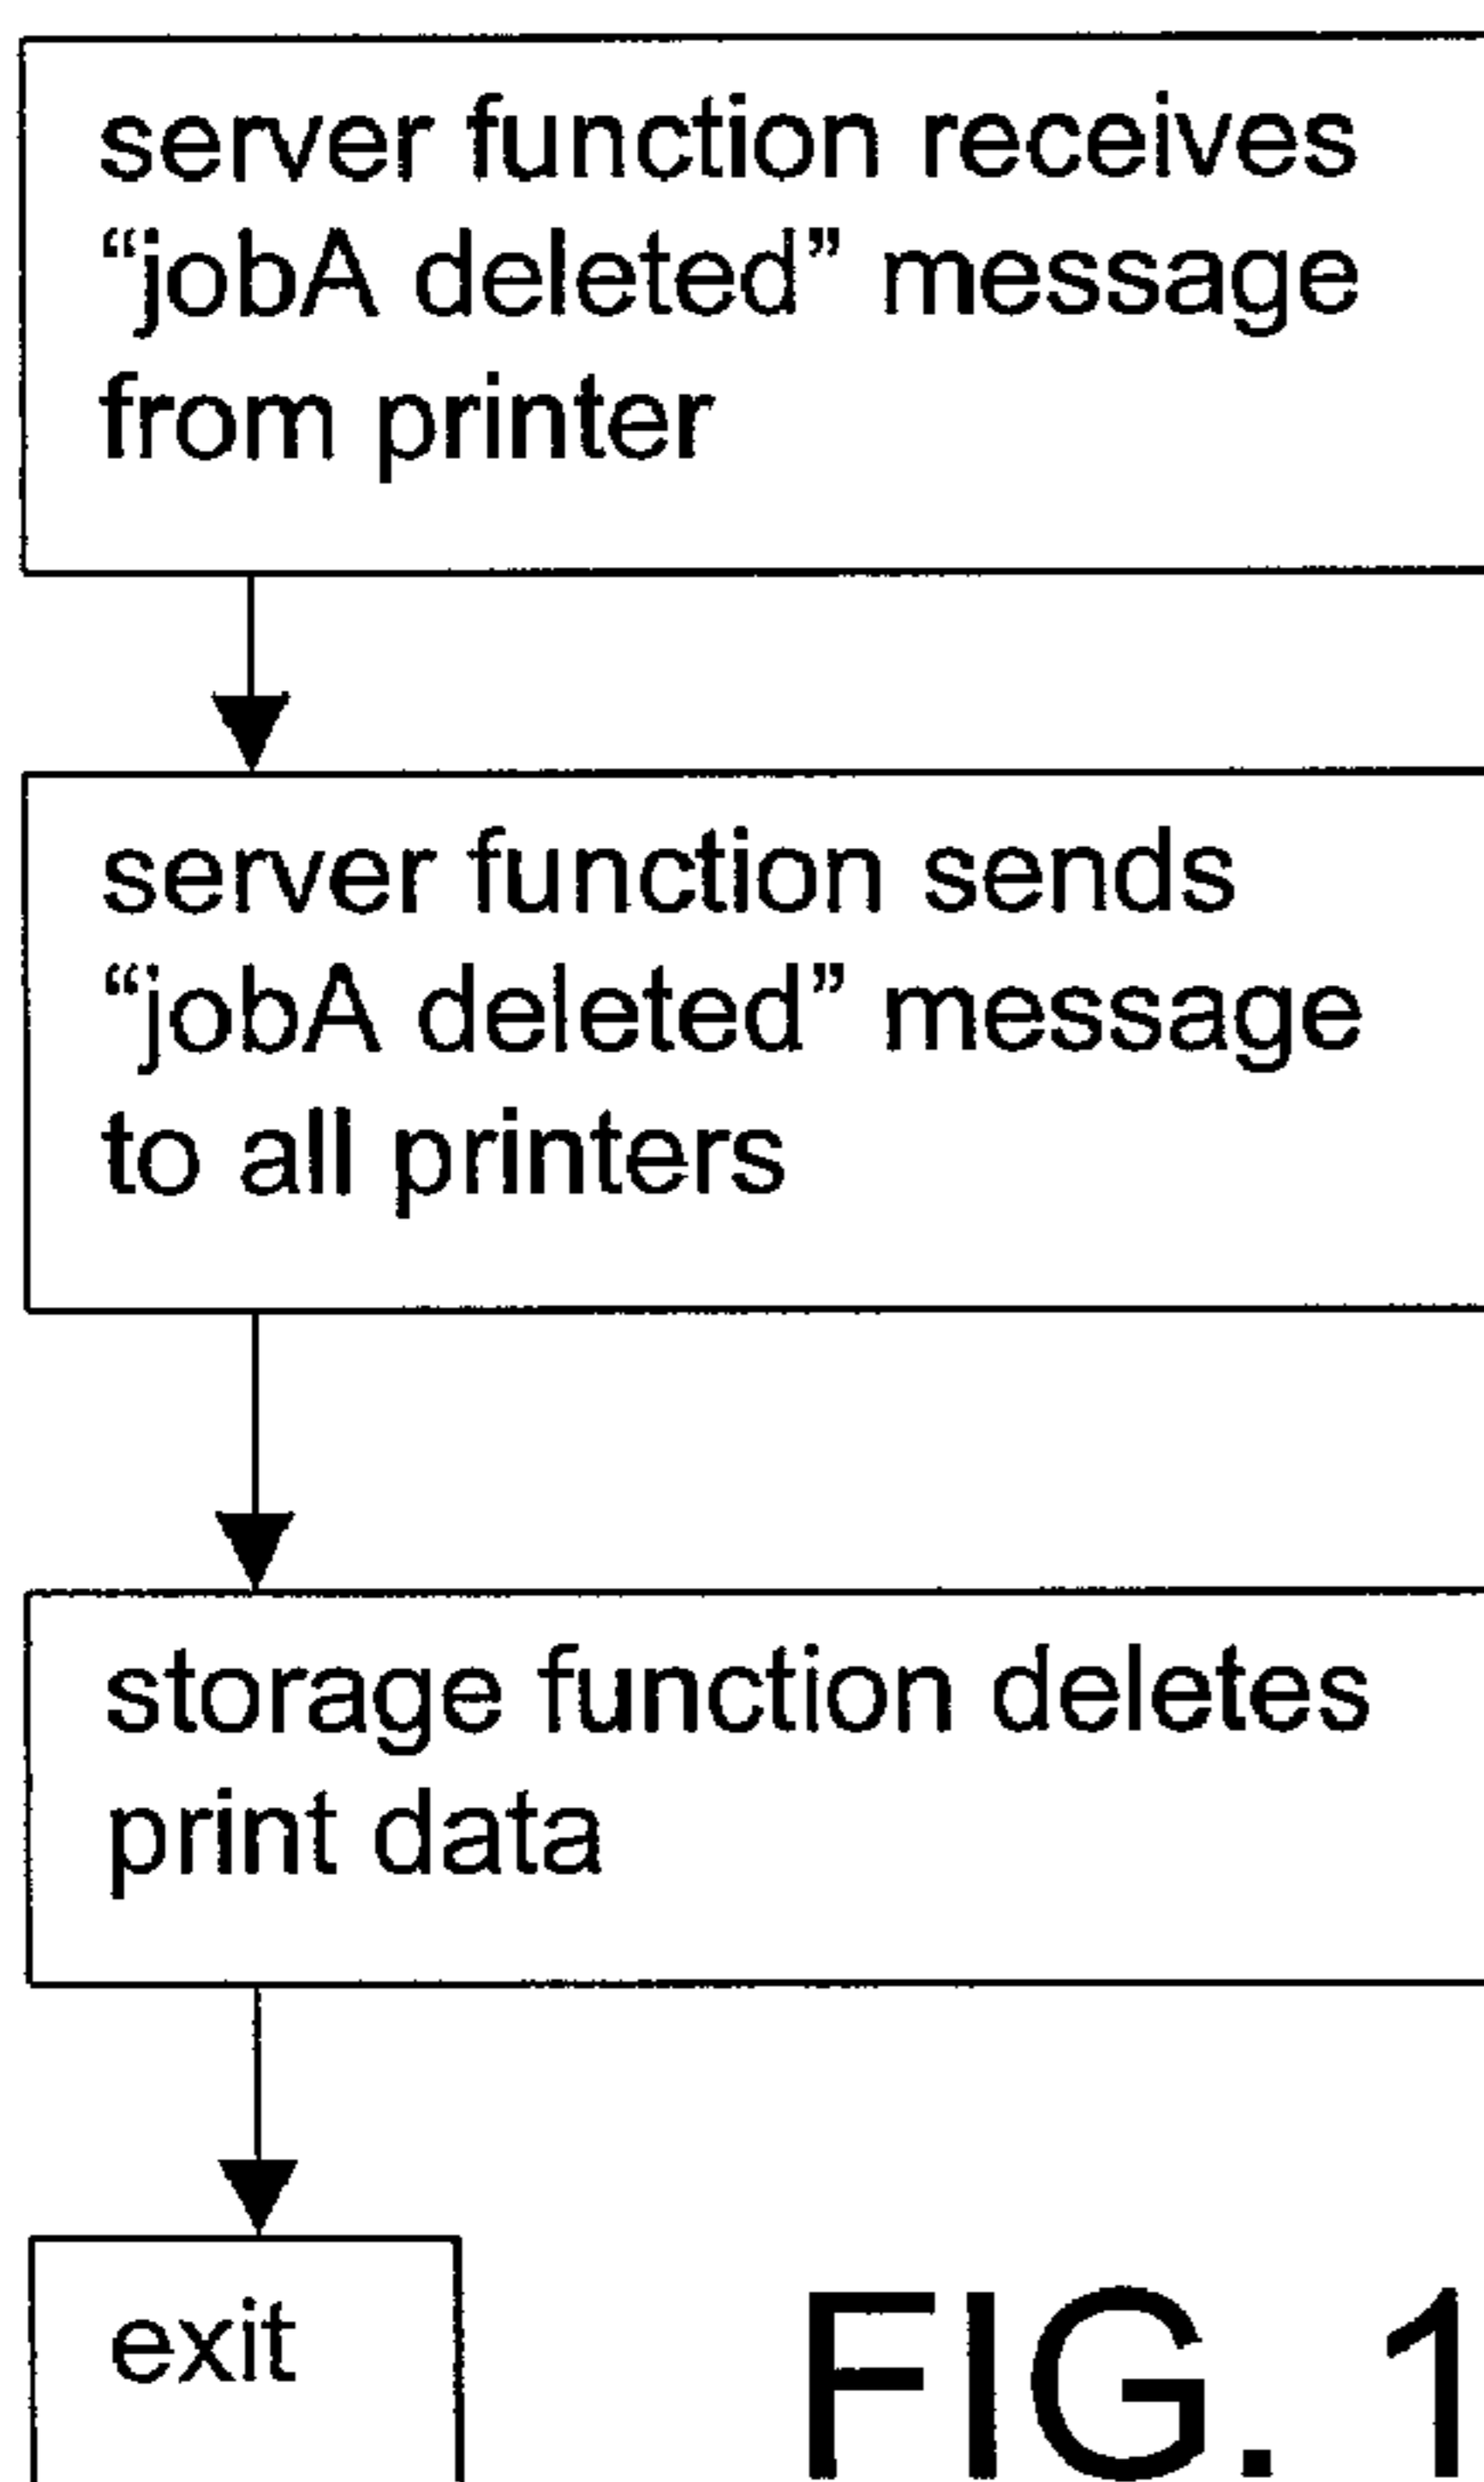 server function receives
“jobA deleted” message
from printer
server function sends
“jobA deleted” message
to all printers
storage function deletes
print data
exit
FIG. 1